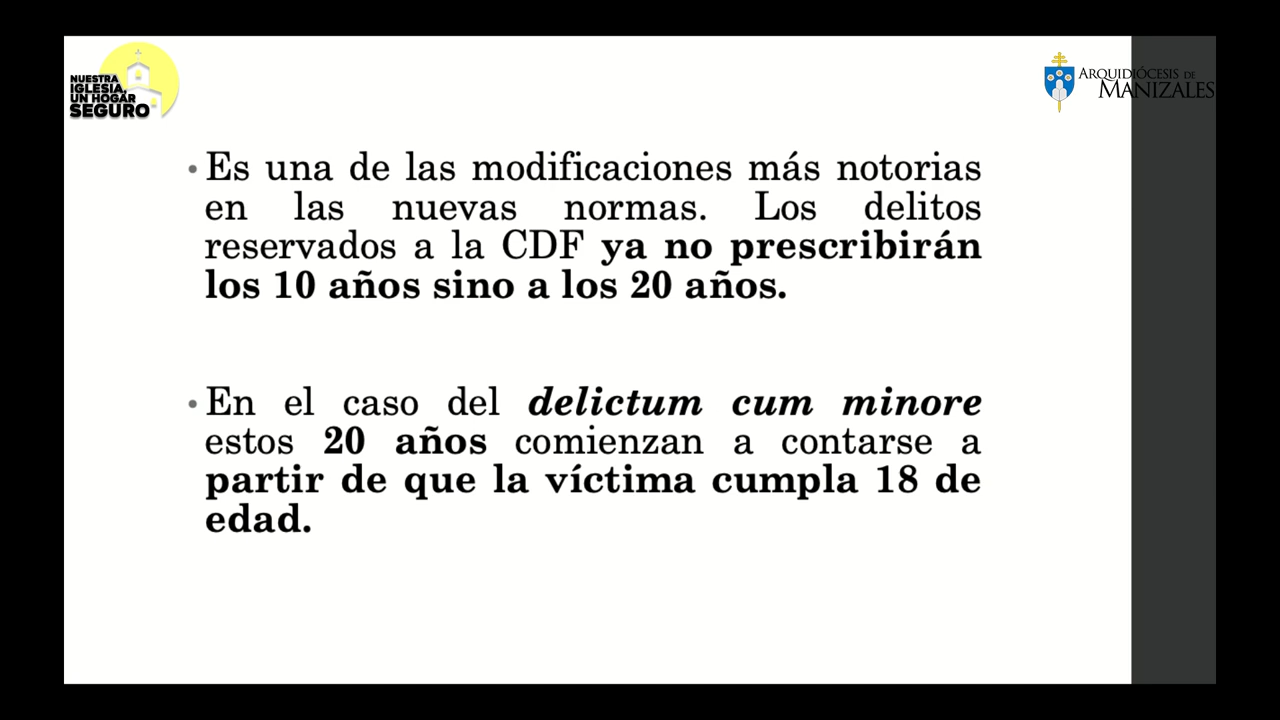 NUESTRA
IGLESIA,
UN HOGAR
SEGURO
ARQUIDIÓCESIS DE
MANIZALES
• Es una de las modificaciones más notorias
en las nuevas normas. Los delitos
reservados a la CDF ya no prescribirán
los 10 años sino a los 20 años.
• En el caso del delictum cum minore
estos 20 años comienzan a contarse a
partir de que la víctima cumpla 18 de
edad.